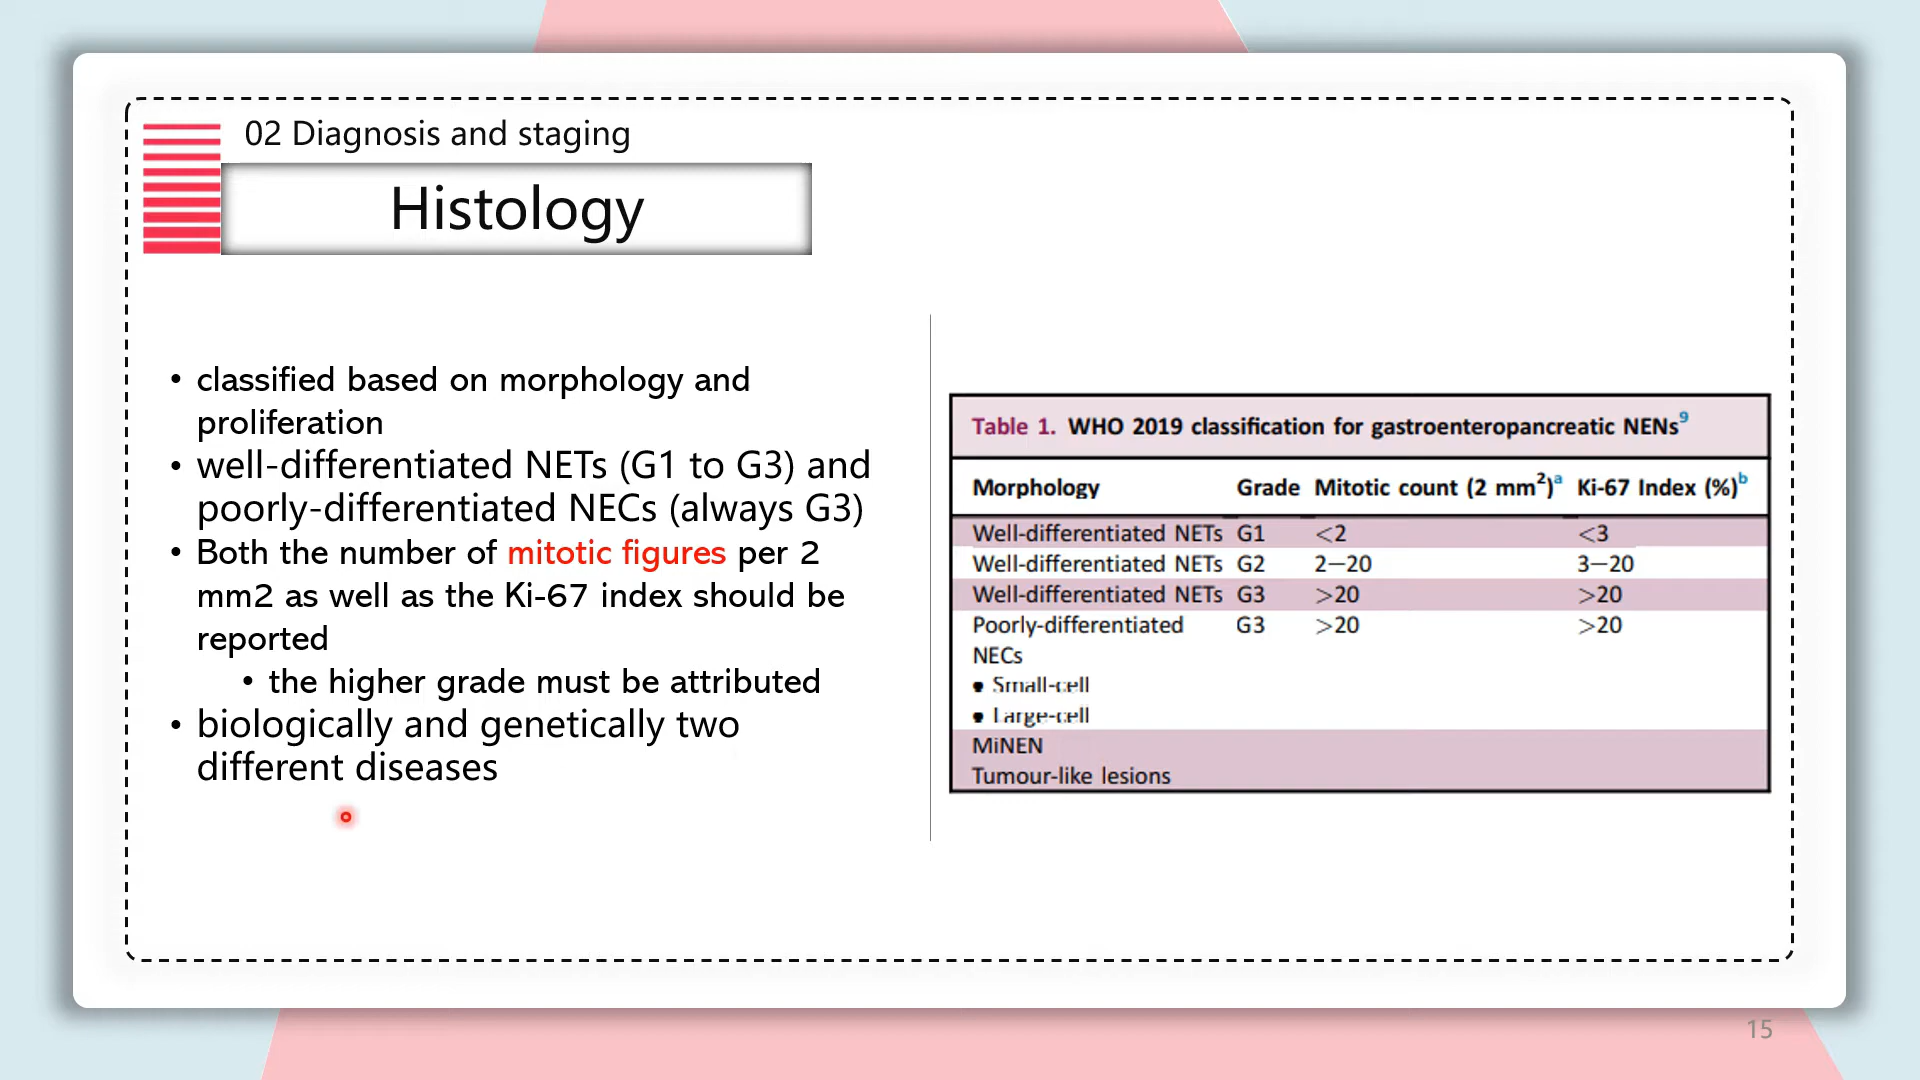 02 Diagnosis and staging
Histology
• classified based on morphology and
proliferation
• well-differentiated NETs (G1 to G3) and
poorly-differentiated NECs (always G3)
• Both the number of mitotic figures per 2
mm2 as well as the Ki-67 index should be
reported
• the higher grade must be attributed
• biologically and genetically two
different diseases
Table 1. WHO 2019 classification for gastroenteropancreatic NENs⁹
Morphology Grade Mitotic count (2 mm²)ᵃ Ki-67 Index (%)ᵇ
Well-differentiated NETs G1 <2 <3
Well-differentiated NETs G2 2—20 3—20
Well-differentiated NETs G3 >20 >20
Poorly-differentiated G3 >20 >20
NECs
• Small-cell
• Large-cell
MiNEN
Tumour-like lesions
15